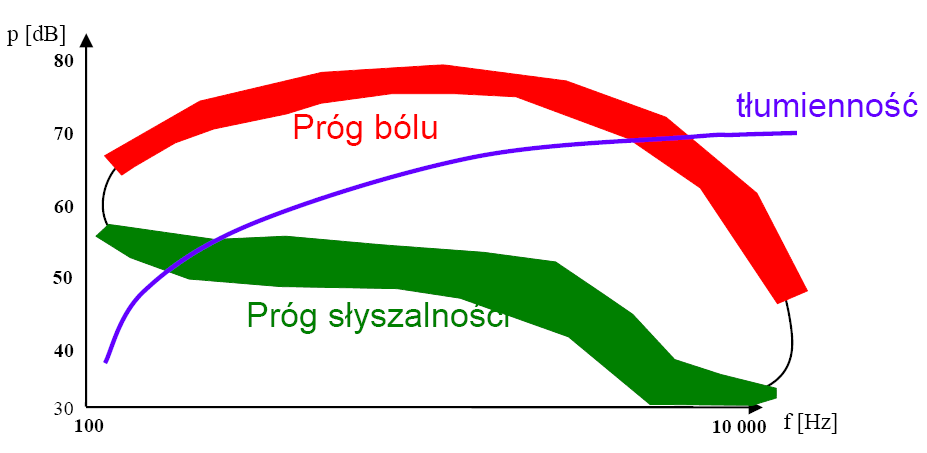 p [dB]
80
tłumienność
70
Próg bólu
60
50
Próg słyszalności
40
30
100
10 000
f [Hz]